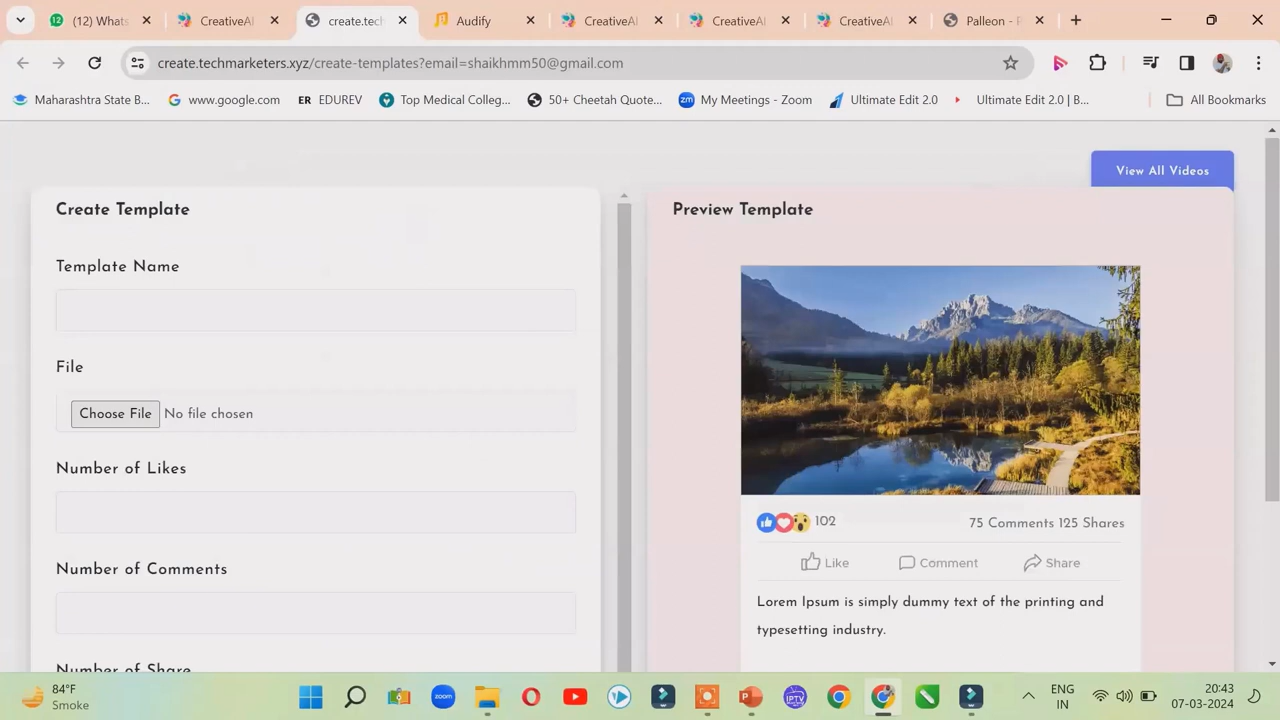 (12) Whats
CreativeAI
create.tech
Audify
CreativeAI
CreativeAI
CreativeAI
Palleon - P
create.techmarketers.xyz/create-templates?email=shaikhmm50@gmail.com
Maharashtra State B...
www.google.com
ER EDUREV
Top Medical Colleg...
50+ Cheetah Quote...
zm My Meetings - Zoom
Ultimate Edit 2.0
Ultimate Edit 2.0 | B...
All Bookmarks
View All Videos
Create Template
Preview Template
Template Name
File
Choose File No file chosen
Number of Likes
Number of Comments
Number of Share
102
75 Comments 125 Shares
Like
Comment
Share
Lorem Ipsum is simply dummy text of the printing and
typesetting industry.
84°F
Smoke
zoom
IPTV
ENG
IN
20:43
07-03-2024